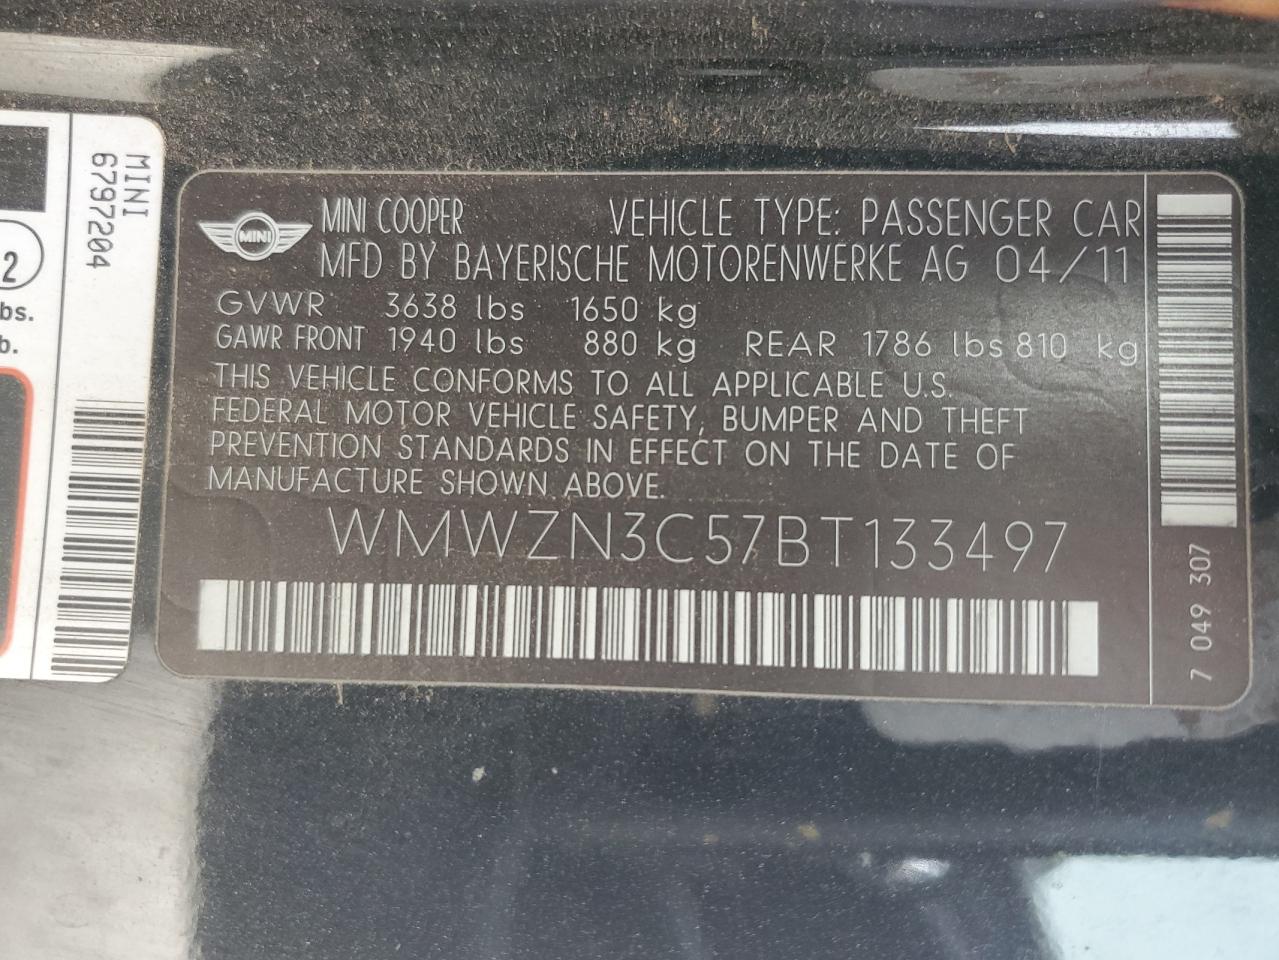 MINI COOPER VEHICLE TYPE: PASSENGER CAR
MINI
MFD BY BAYERISCHE MOTORENWERKE AG 04/11
GVWR 3638 lbs 1650 kg
GAWR FRONT 1940 lbs 880 kg REAR 1786 lbs 810 kg
THIS VEHICLE CONFORMS TO ALL APPLICABLE U.S.
FEDERAL MOTOR VEHICLE SAFETY, BUMPER AND THEFT
PREVENTION STANDARDS IN EFFECT ON THE DATE OF
MANUFACTURE SHOWN ABOVE.
WMWZN3C57BT133497
7 049 307
MINI
6797204
2
bs.
b.